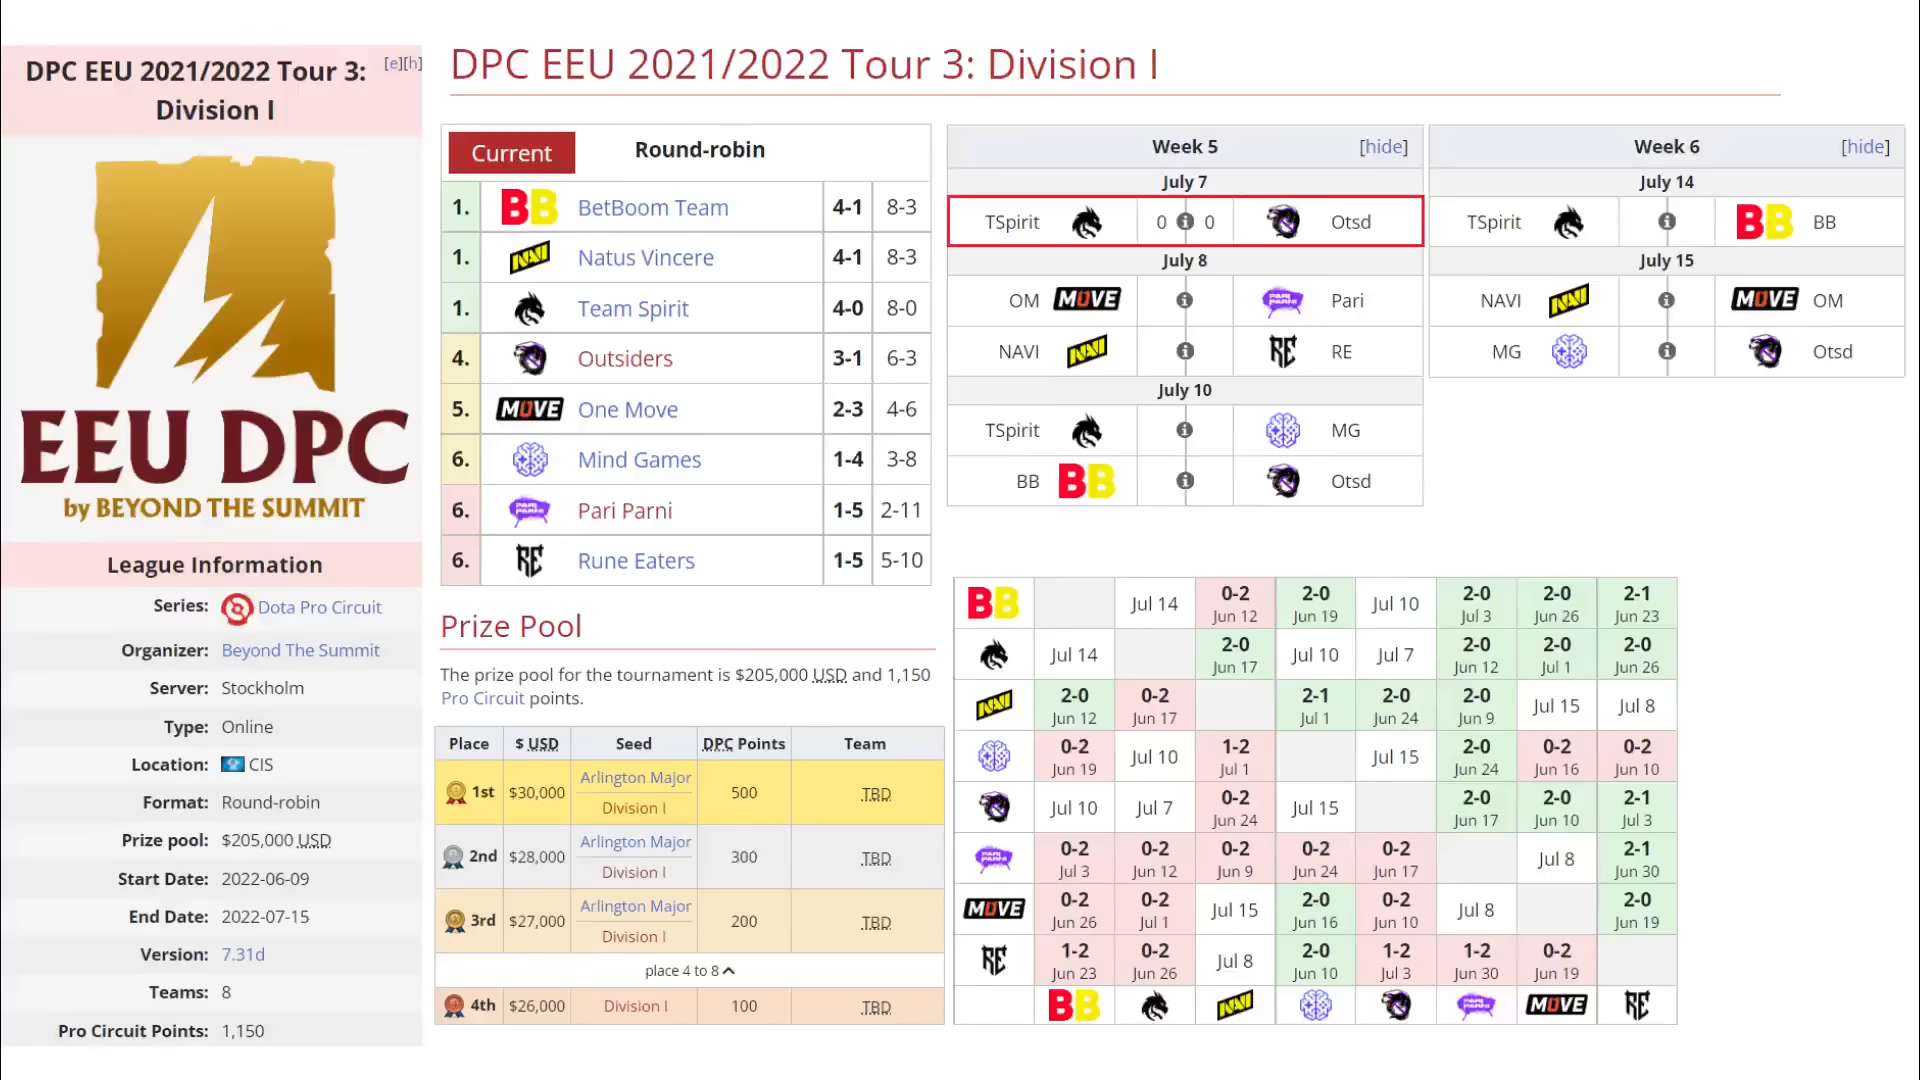 DPC EEU 2021/2022 Tour 3:
Division I
[e][h]
EEU DPC
by BEYOND THE SUMMIT
League Information
Series: Dota Pro Circuit
Organizer: Beyond The Summit
Server: Stockholm
Type: Online
Location: CIS
Format: Round-robin
Prize pool: $205,000 USD
Start Date: 2022-06-09
End Date: 2022-07-15
Version: 7.31d
Teams: 8
Pro Circuit Points: 1,150
DPC EEU 2021/2022 Tour 3: Division I
Current Round-robin
1. BB BetBoom Team 4-1 8-3
1. NAVI Natus Vincere 4-1 8-3
1. Team Spirit 4-0 8-0
4. Outsiders 3-1 6-3
5. MOVE One Move 2-3 4-6
6. Mind Games 1-4 3-8
6. PARI PARNI Pari Parni 1-5 2-11
6. RE Rune Eaters 1-5 5-10
Prize Pool
The prize pool for the tournament is $205,000 USD and 1,150
Pro Circuit points.
Place $ USD Seed DPC Points Team
1st $30,000 Arlington Major Division I 500 TBD
2nd $28,000 Arlington Major Division I 300 TBD
3rd $27,000 Arlington Major Division I 200 TBD
place 4 to 8
4th $26,000 Division I 100 TBD
Week 5 [hide]
July 7
TSpirit 0 0 Otsd
July 8
OM MOVE PARI PARNI Pari
NAVI NAVI RE RE
July 10
TSpirit MG
BB BB Otsd
Week 6 [hide]
July 14
TSpirit BB BB
July 15
NAVI NAVI MOVE OM
MG Otsd
BB Jul 14 0-2 Jun 12 2-0 Jun 19 Jul 10 2-0 Jul 3 2-0 Jun 26 2-1 Jun 23
Jul 14 2-0 Jun 17 Jul 10 Jul 7 2-0 Jun 12 2-0 Jul 1 2-0 Jun 26
NAVI 2-0 Jun 12 0-2 Jun 17 2-1 Jul 1 2-0 Jun 24 2-0 Jun 9 Jul 15 Jul 8
0-2 Jun 19 Jul 10 1-2 Jul 1 Jul 15 2-0 Jun 24 0-2 Jun 16 0-2 Jun 10
Jul 10 Jul 7 0-2 Jun 24 Jul 15 2-0 Jun 17 2-0 Jun 10 2-1 Jul 3
PARI PARNI 0-2 Jul 3 0-2 Jun 12 0-2 Jun 9 0-2 Jun 24 0-2 Jun 17 Jul 8 2-1 Jun 30
MOVE 0-2 Jun 26 0-2 Jul 1 Jul 15 2-0 Jun 16 0-2 Jun 10 Jul 8 2-0 Jun 19
RE 1-2 Jun 23 0-2 Jun 26 Jul 8 2-0 Jun 10 1-2 Jul 3 1-2 Jun 30 0-2 Jun 19
BB NAVI PARI PARNI MOVE RE